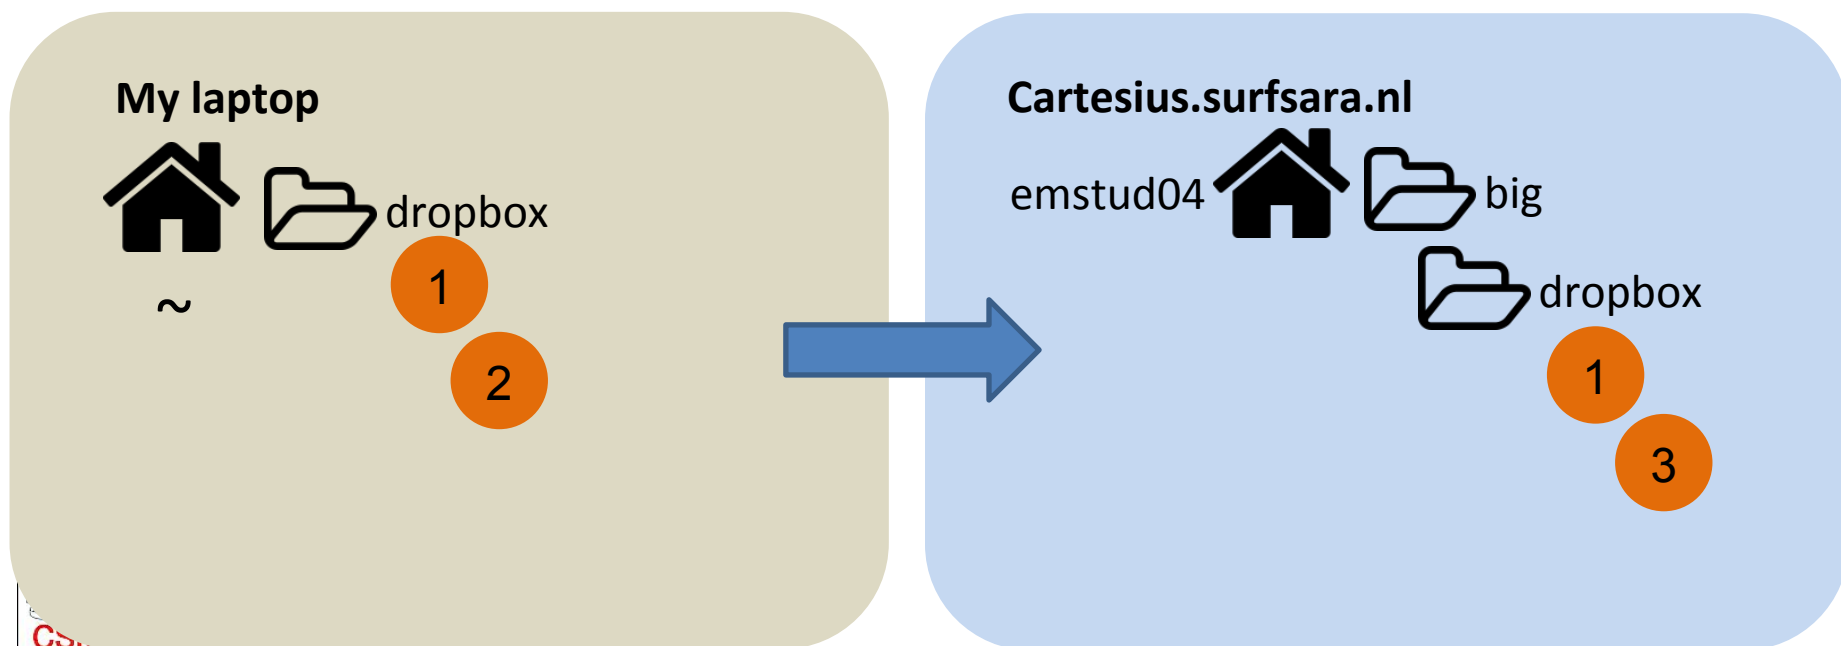 My laptop
dropbox
~
1
2
Cartesius.surfsara.nl
emstud04
big
dropbox
1
3